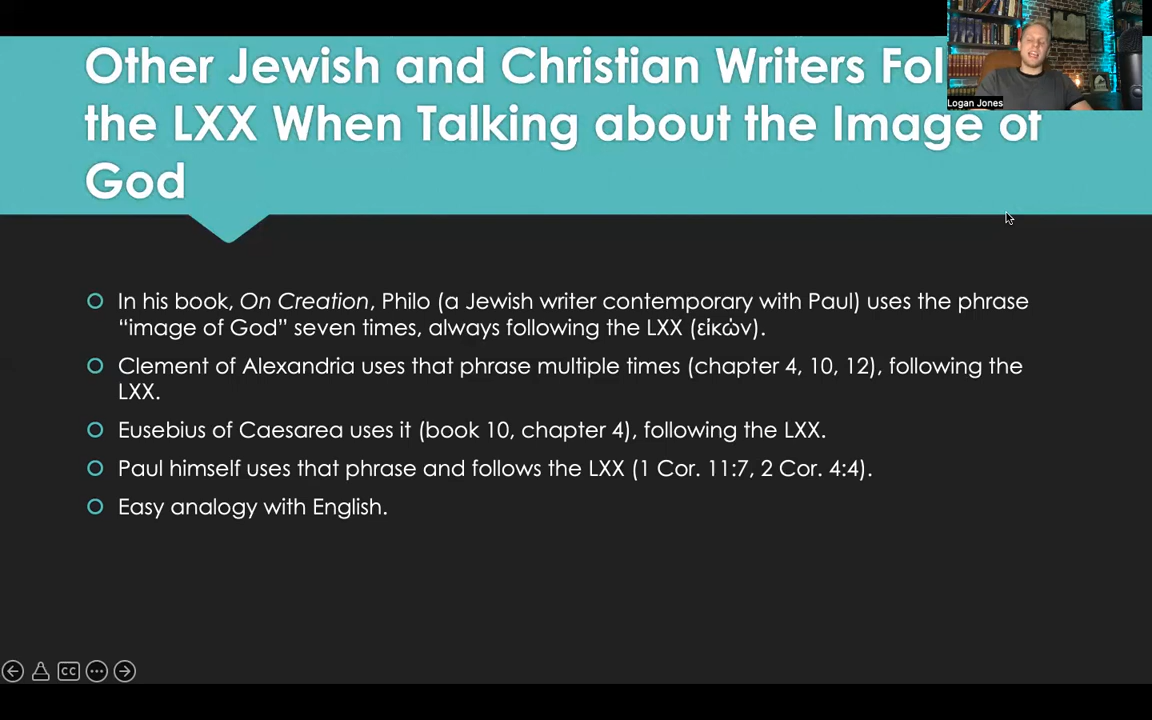 Other Jewish and Christian Writers Fol
the LXX When Talking about the Image of
God
Logan Jones
In his book, On Creation, Philo (a Jewish writer contemporary with Paul) uses the phrase
“image of God” seven times, always following the LXX (εἰκὼν).
Clement of Alexandria uses that phrase multiple times (chapter 4, 10, 12), following the
LXX.
Eusebius of Caesarea uses it (book 10, chapter 4), following the LXX.
Paul himself uses that phrase and follows the LXX (1 Cor. 11:7, 2 Cor. 4:4).
Easy analogy with English.
CC